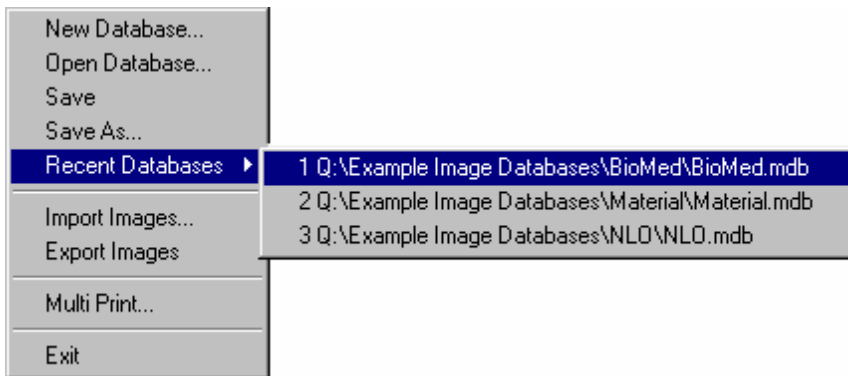 New Database...
Open Database...
Save
Save As...
Recent Databases
1 Q:\Example Image Databases\BioMed\BioMed.mdb
2 Q:\Example Image Databases\Material\Material.mdb
3 Q:\Example Image Databases\NLO\NLO.mdb
Import Images...
Export Images
Multi Print...
Exit